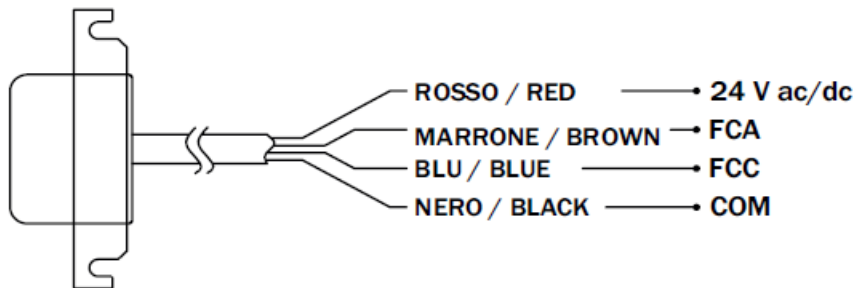 ROSSO / RED 24 V ac/dc
MARRONE / BROWN FCA
BLU / BLUE FCC
NERO / BLACK COM